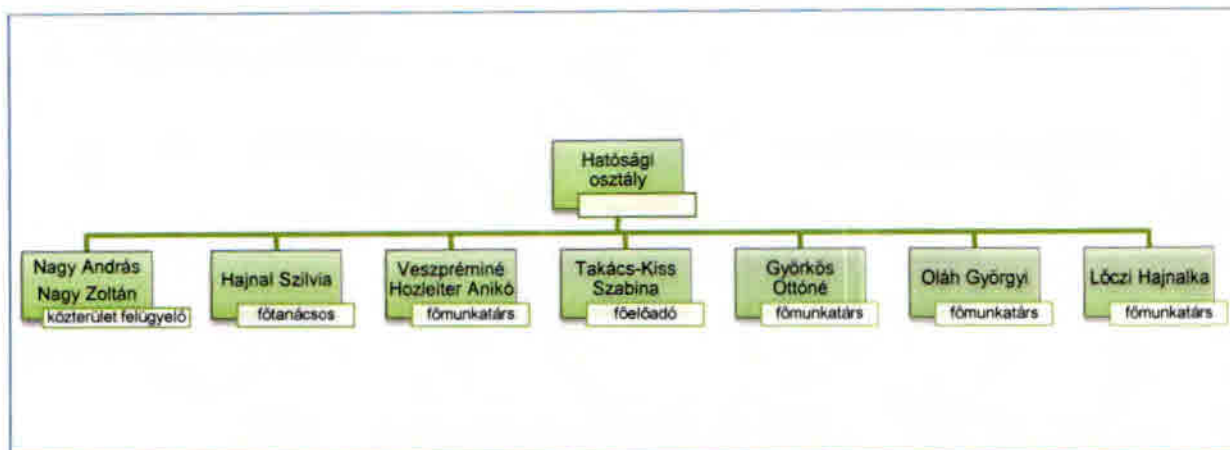 Hatósági
osztály
Nagy András
Nagy Zoltán
közterület felügyelő
Hajnal Szilvia
főtanácsos
Veszpréminé
Hozleiter Anikó
főmunkatárs
Takács-Kiss
Szabina
főelőadó
Györkös
Ottóné
főmunkatárs
Oláh Györgyi
főmunkatárs
Lóczi Hajnalka
főmunkatárs